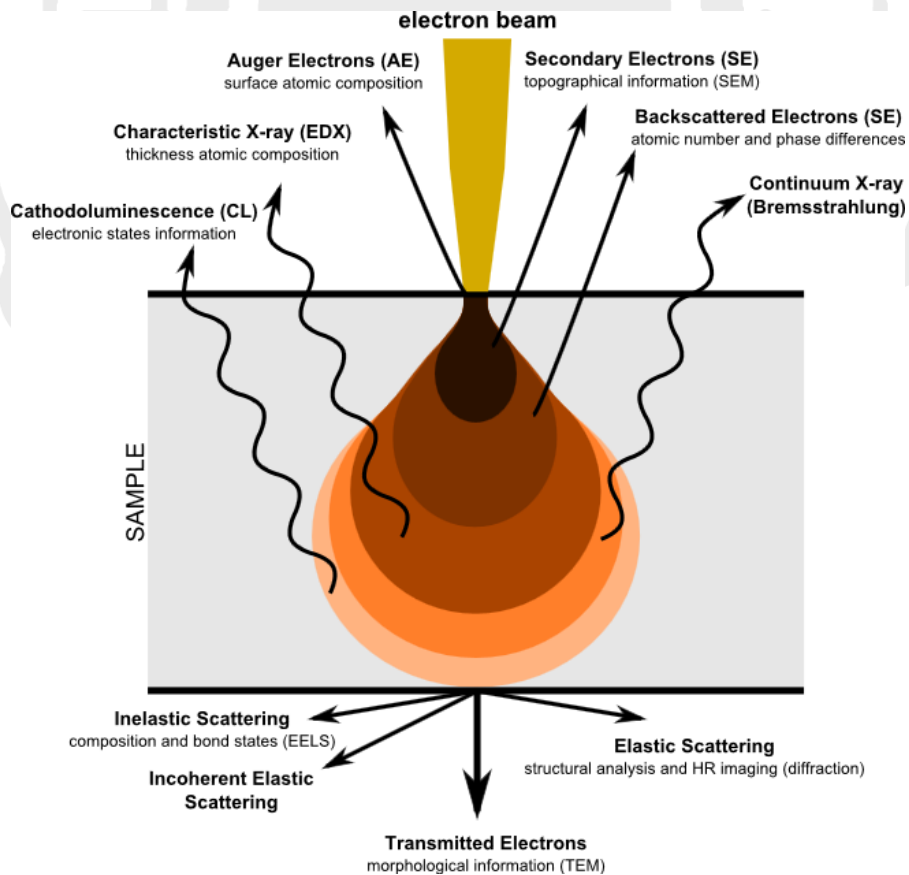 electron beam
Auger Electrons (AE)
surface atomic composition
Secondary Electrons (SE)
topographical information (SEM)
Characteristic X-ray (EDX)
thickness atomic composition
Backscattered Electrons (SE)
atomic number and phase differences
Cathodoluminescence (CL)
electronic states information
Continuum X-ray
(Bremsstrahlung)
SAMPLE
Inelastic Scattering
composition and bond states (EELS)
Incoherent Elastic
Scattering
Elastic Scattering
structural analysis and HR imaging (diffraction)
Transmitted Electrons
morphological information (TEM)